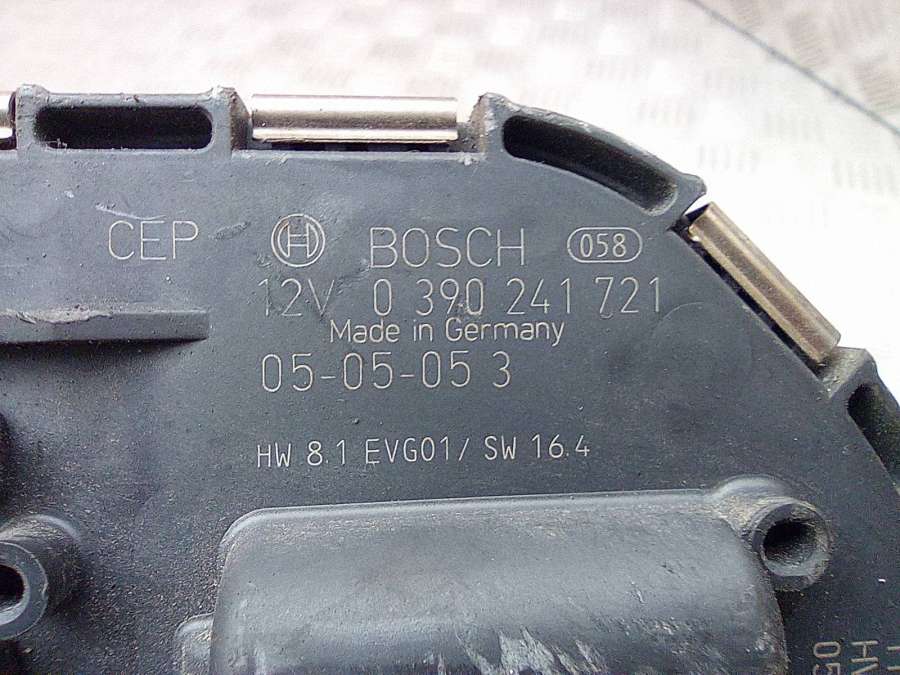 CEP BOSCH 058
12V 0 390 241 721
Made in Germany
05-05-05 3
HW 8.1 EVG01/ SW 16.4